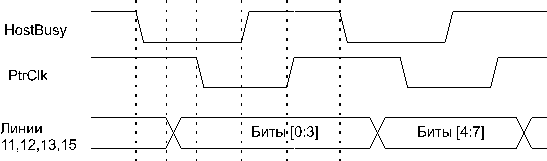 HostBusy
PtrClk
Линии
11,12,13,15
Биты [0:3]
Биты [4:7]